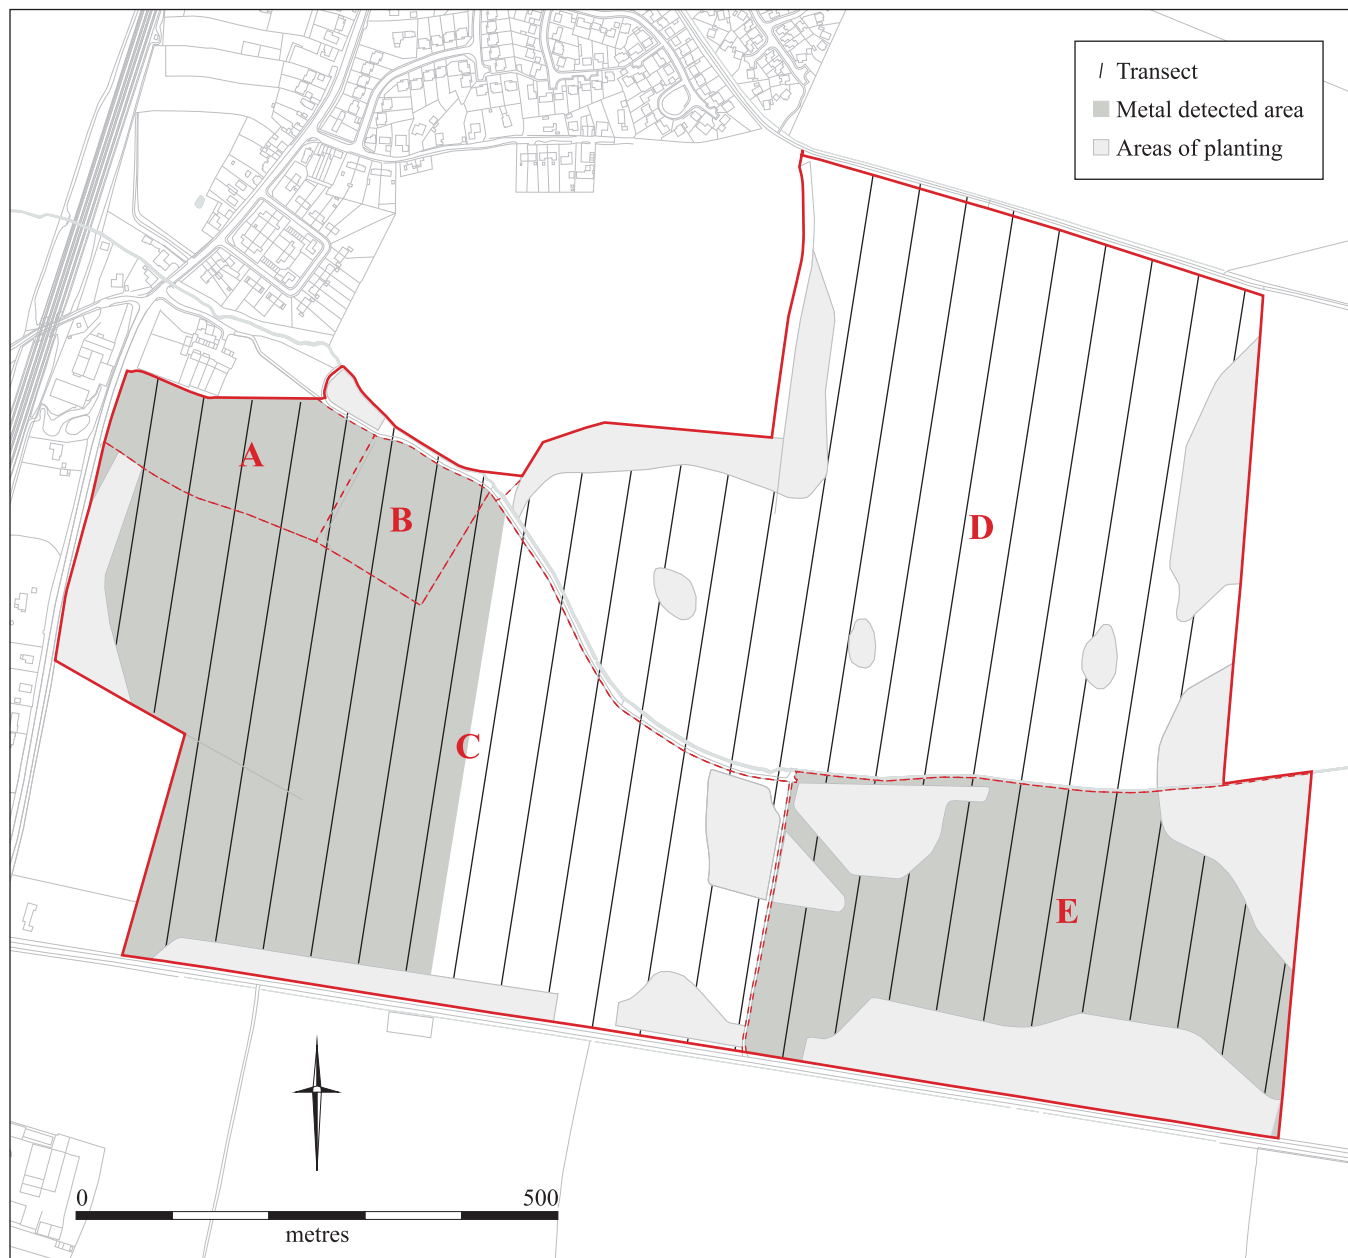 Transect
Metal detected area
Areas of planting
A
B
C
D
E
0 500
metres